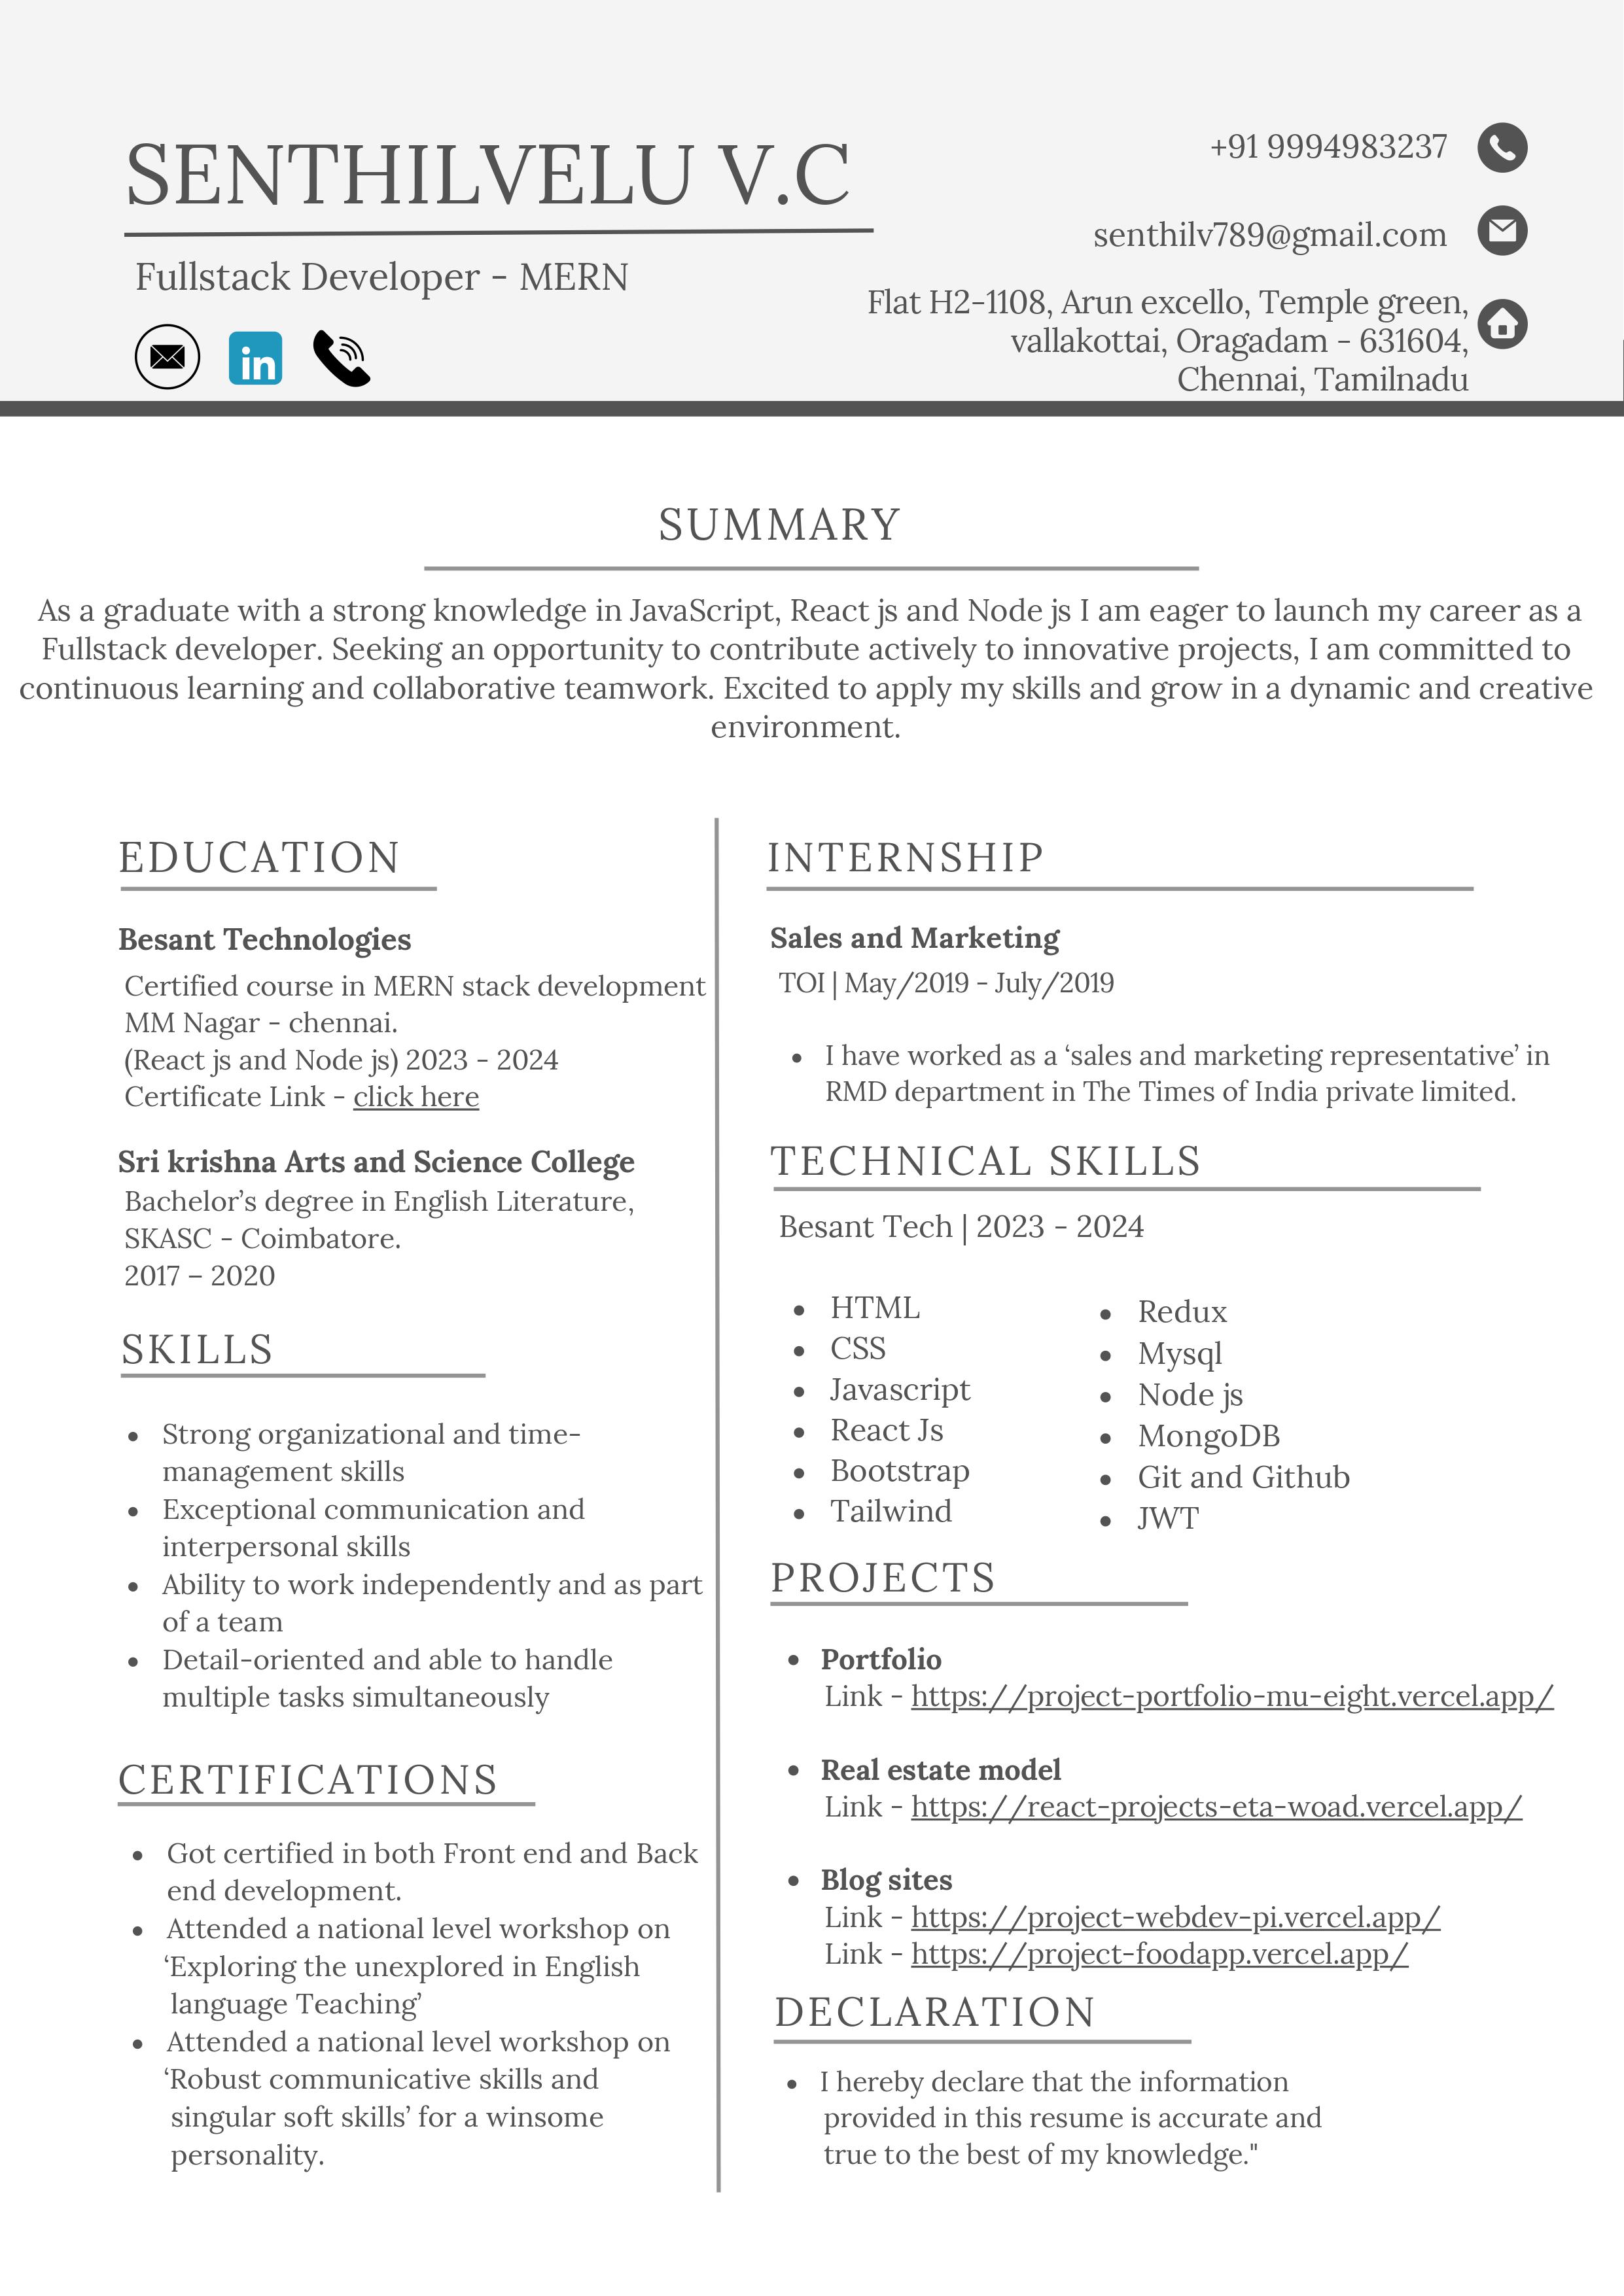 SENTHILVELU V.C
Fullstack Developer - MERN
in
+91 9994983237
senthilv789@gmail.com
Flat H2-1108, Arun excello, Temple green,
vallakottai, Oragadam - 631604,
Chennai, Tamilnadu
SUMMARY
As a graduate with a strong knowledge in JavaScript, React js and Node js I am eager to launch my career as a
Fullstack developer. Seeking an opportunity to contribute actively to innovative projects, I am committed to
continuous learning and collaborative teamwork. Excited to apply my skills and grow in a dynamic and creative
environment.
EDUCATION
Besant Technologies
Certified course in MERN stack development
MM Nagar - chennai.
(React js and Node js) 2023 - 2024
Certificate Link - click here
Sri krishna Arts and Science College
Bachelor’s degree in English Literature,
SKASC - Coimbatore.
2017 – 2020
SKILLS
• Strong organizational and time-
management skills
• Exceptional communication and
interpersonal skills
• Ability to work independently and as part
of a team
• Detail-oriented and able to handle
multiple tasks simultaneously
CERTIFICATIONS
• Got certified in both Front end and Back
end development.
• Attended a national level workshop on
‘Exploring the unexplored in English
language Teaching’
• Attended a national level workshop on
‘Robust communicative skills and
singular soft skills’ for a winsome
personality.
INTERNSHIP
Sales and Marketing
TOI | May/2019 - July/2019
• I have worked as a ‘sales and marketing representative’ in
RMD department in The Times of India private limited.
TECHNICAL SKILLS
Besant Tech | 2023 - 2024
• HTML
• CSS
• Javascript
• React Js
• Bootstrap
• Tailwind
• Redux
• Mysql
• Node js
• MongoDB
• Git and Github
• JWT
PROJECTS
• Portfolio
Link - https://project-portfolio-mu-eight.vercel.app/
• Real estate model
Link - https://react-projects-eta-woad.vercel.app/
• Blog sites
Link - https://project-webdev-pi.vercel.app/
Link - https://project-foodapp.vercel.app/
DECLARATION
• I hereby declare that the information
provided in this resume is accurate and
true to the best of my knowledge."